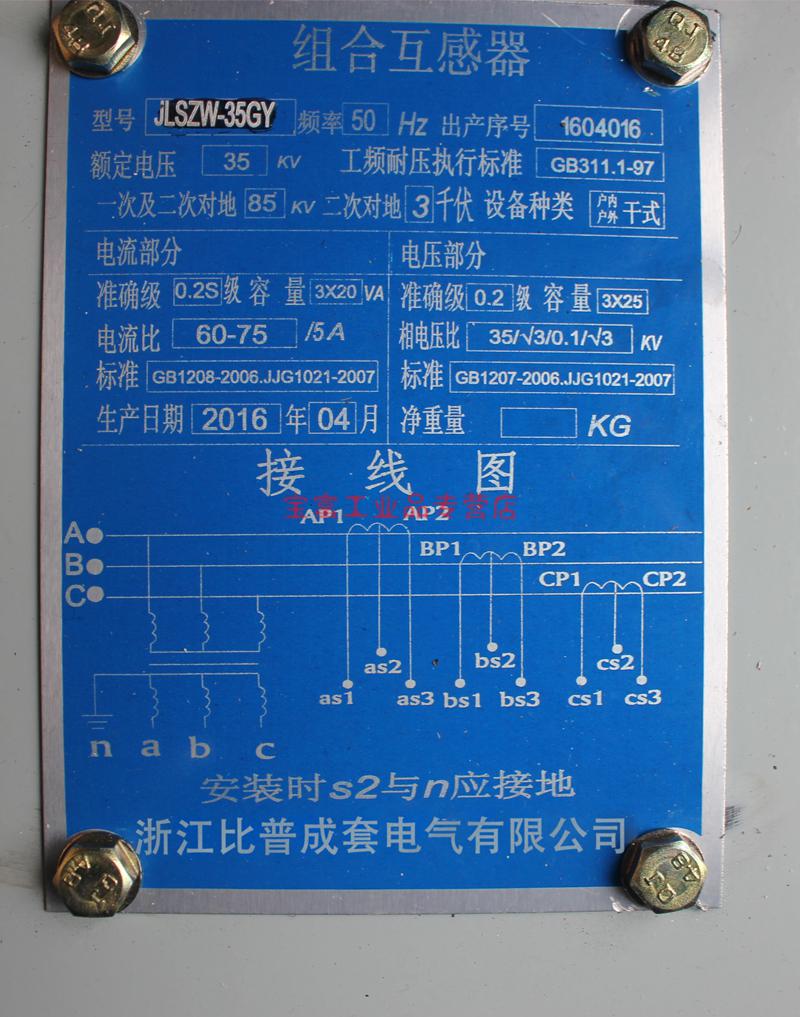 组合互感器
型号 jLSZW-35GY 频率 50 Hz 出产序号 1604016
额定电压 35 KV 工频耐压执行标准 GB311.1-97
一次及二次对地 85 KV 二次对地 3 千伏 设备种类 户内 户外 干式
电流部分 电压部分
准确级 0.2S 级 容 量 3X20 VA 准确级 0.2 级 容 量 3X25
电流比 60-75 /5A 相电压比 35/√3/0.1/√3 KV
标准 GB1208-2006.JJG1021-2007 标准 GB1207-2006.JJG1021-2007
生产日期 2016 年 04 月 净重量 KG
接 线 图
宝富工业品专营店
AP1 AP2
A
BP1 BP2
B
CP1 CP2
C
as2 bs2 cs2
as1 as3 bs1 bs3 cs1 cs3
n a b c
安装时s2与n应接地
浙江比普成套电气有限公司